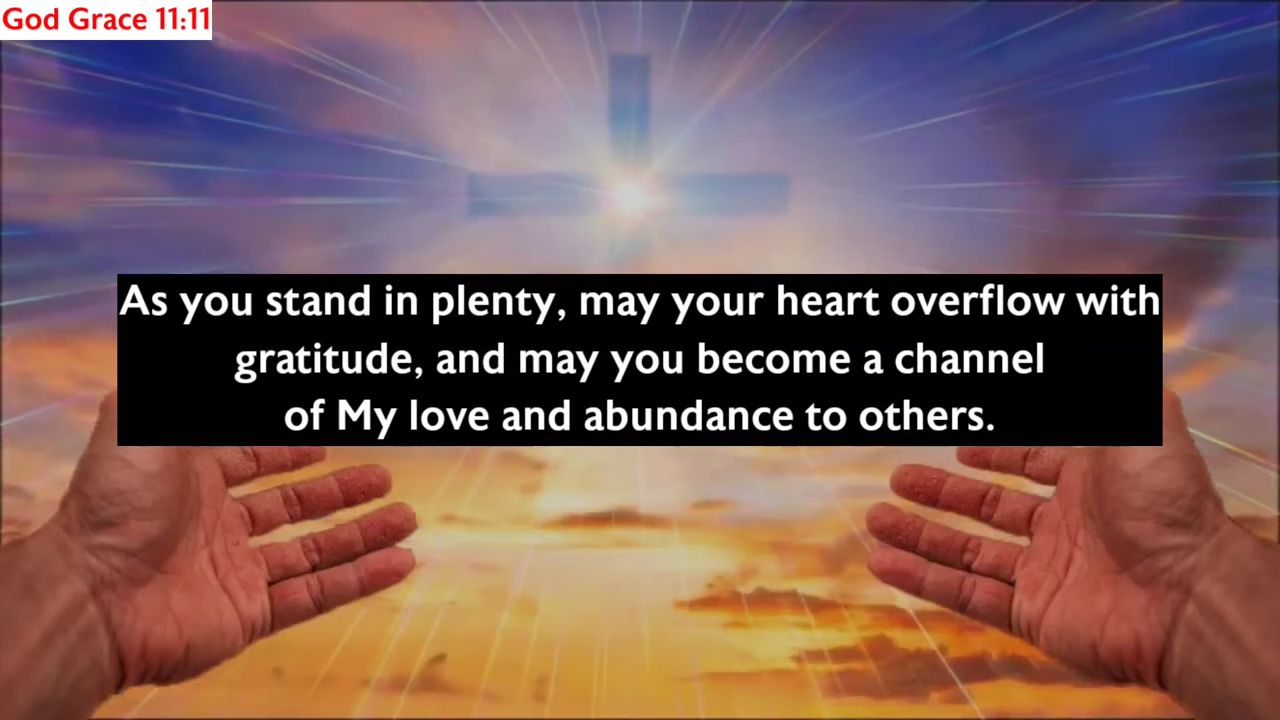 God Grace 11:11
As you stand in plenty, may your heart overflow with
gratitude, and may you become a channel
of My love and abundance to others.